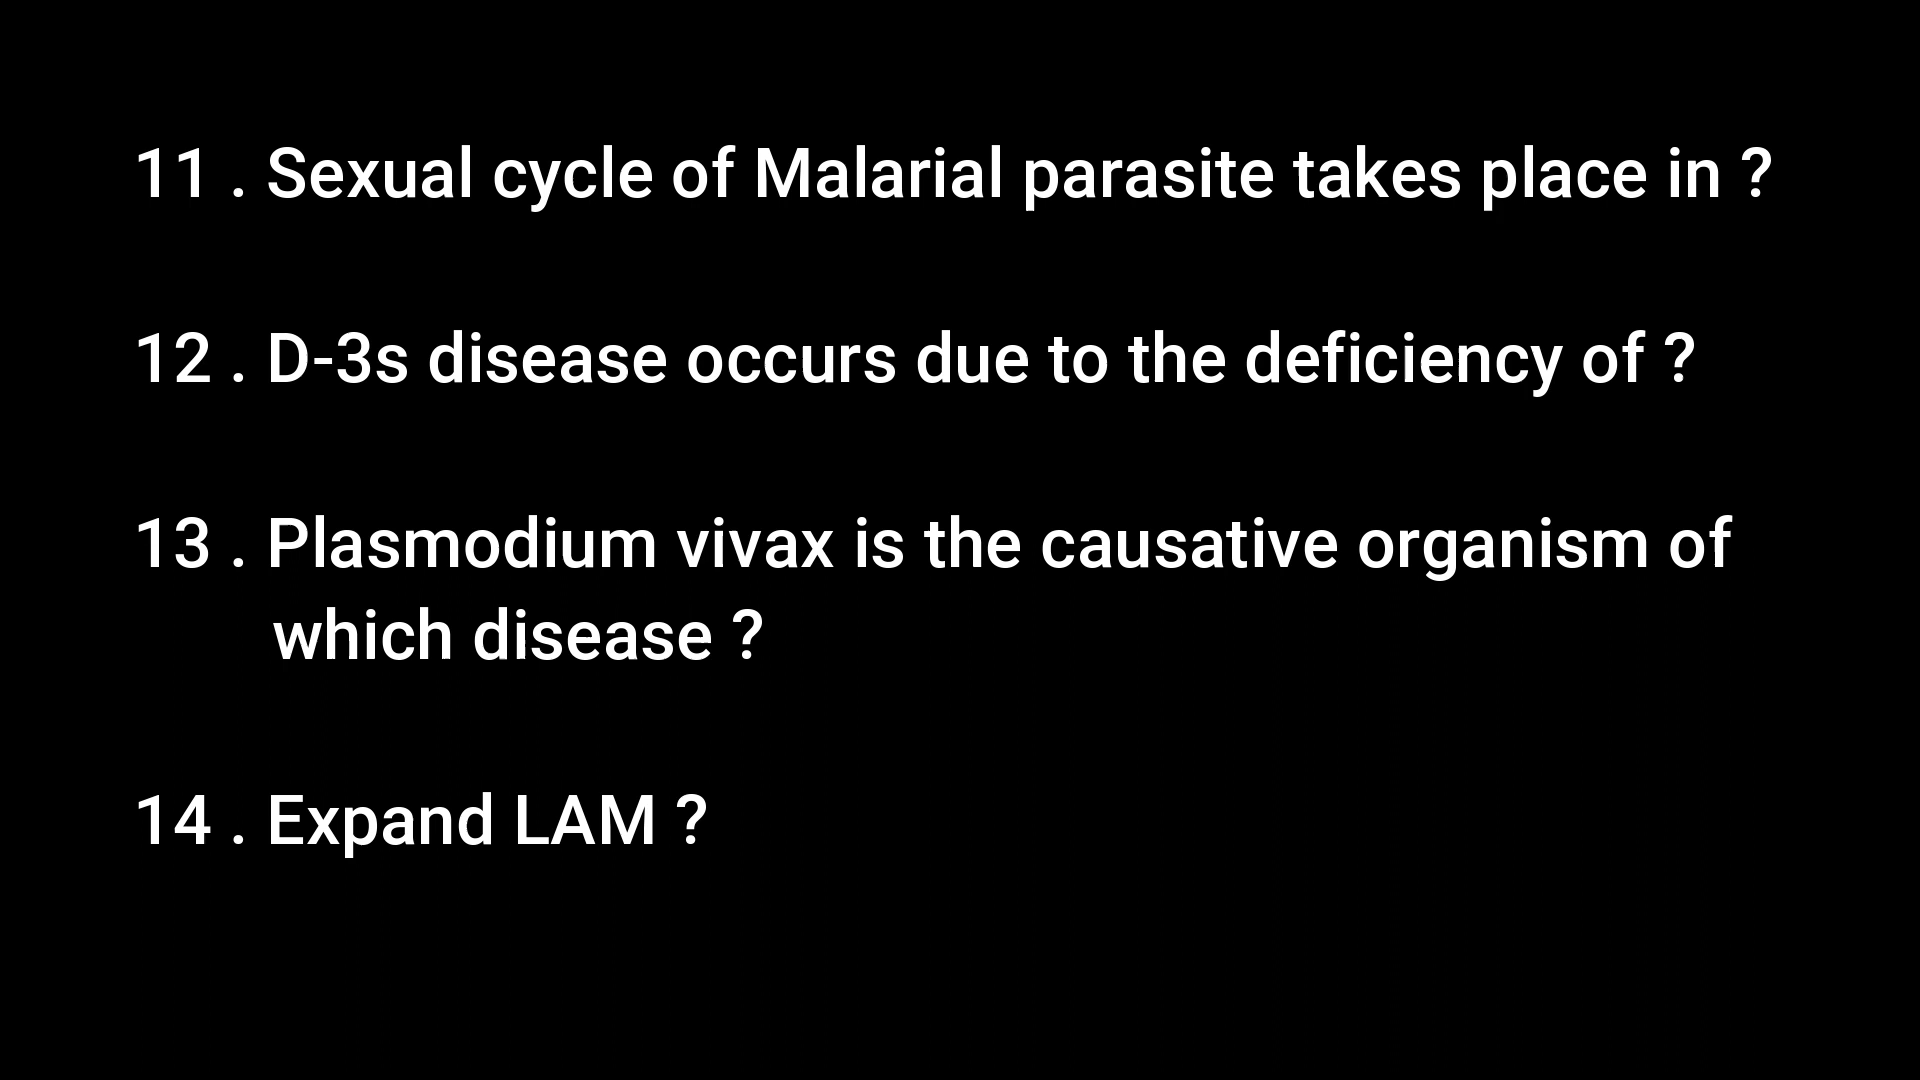 11 . Sexual cycle of Malarial parasite takes place in ?
12 . D-3s disease occurs due to the deficiency of ?
13 . Plasmodium vivax is the causative organism of
which disease ?
14 . Expand LAM ?